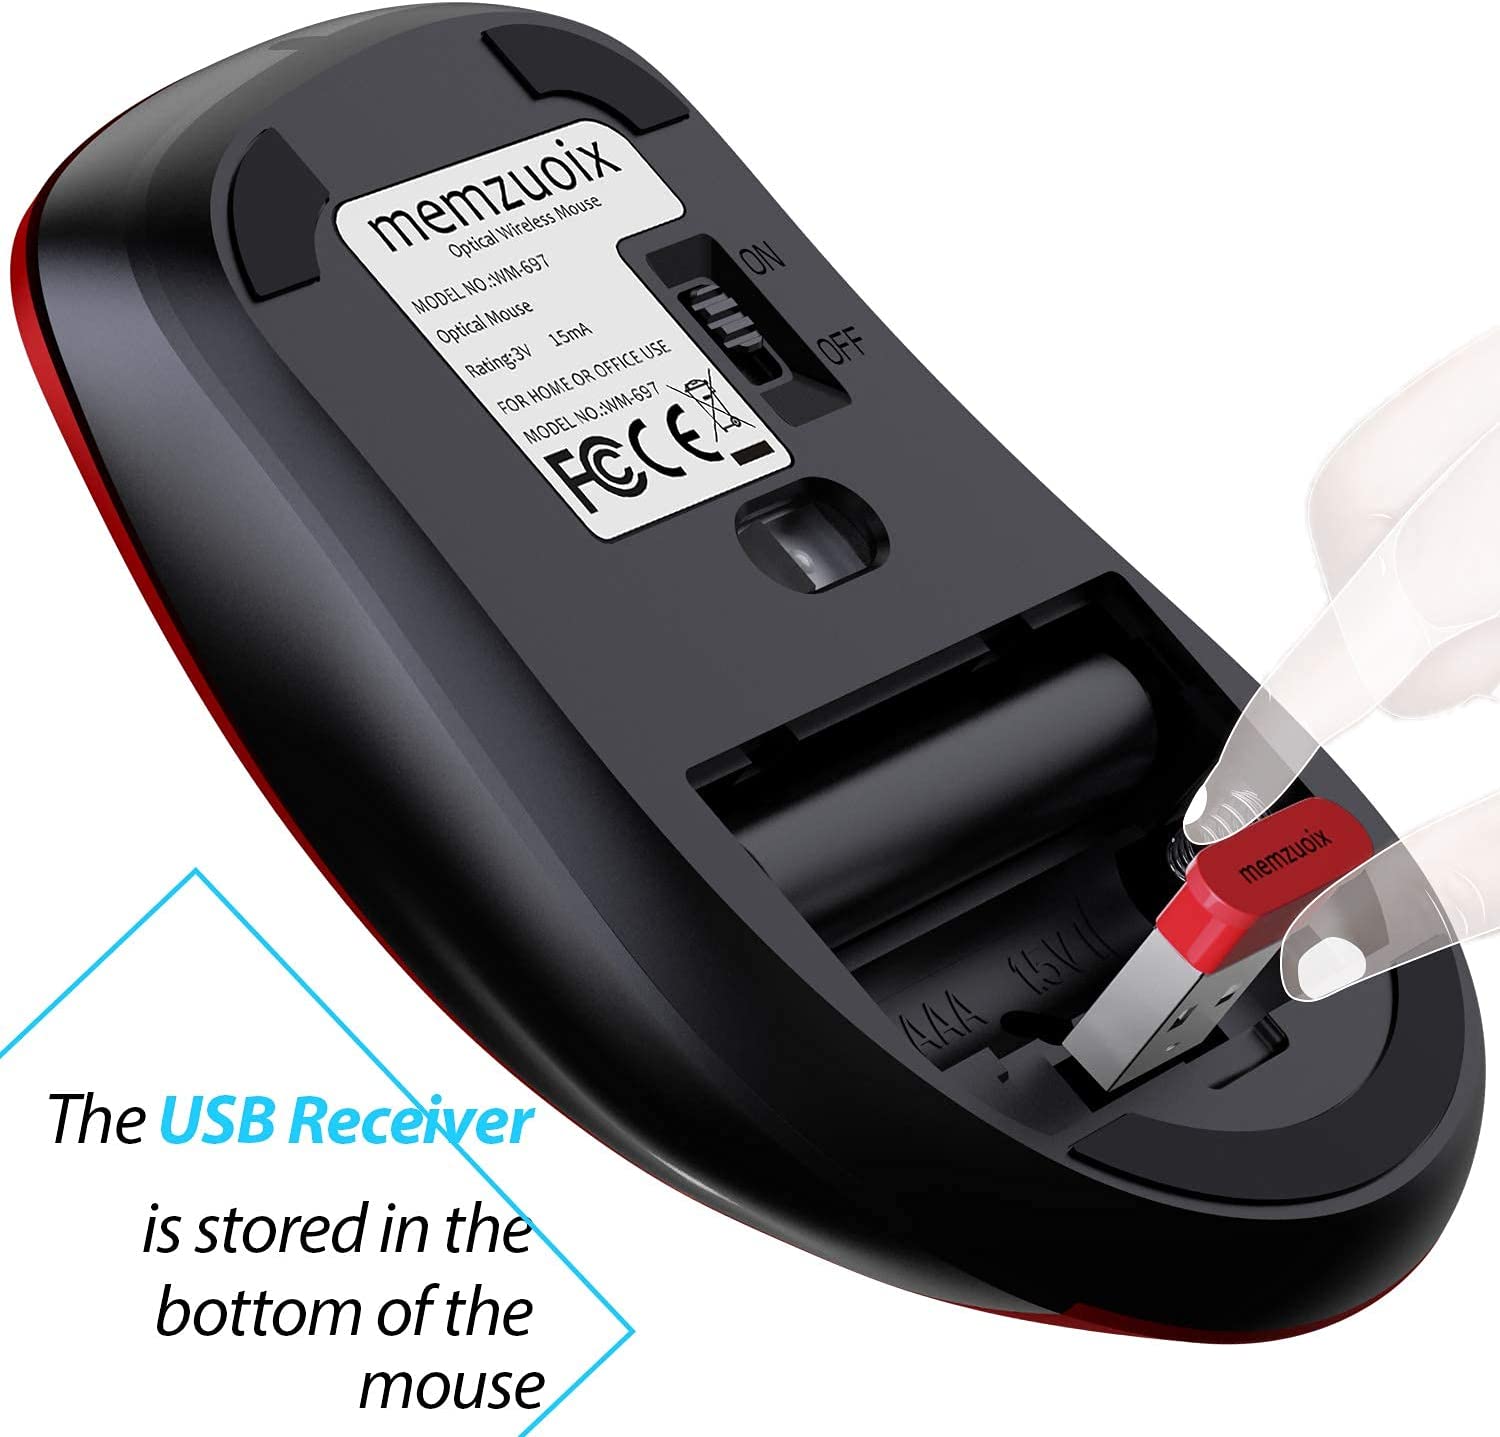 memzuoix
Optical Wireless Mouse
MODEL NO.:WM-697
Optical Mouse
Rating:3V 15mA
FOR HOME OR OFFICE USE
MODEL NO.:WM-697
FCC CE
ON
OFF
AAA 1.5V
memzuoix
The USB Receiver
is stored in the
bottom of the
mouse